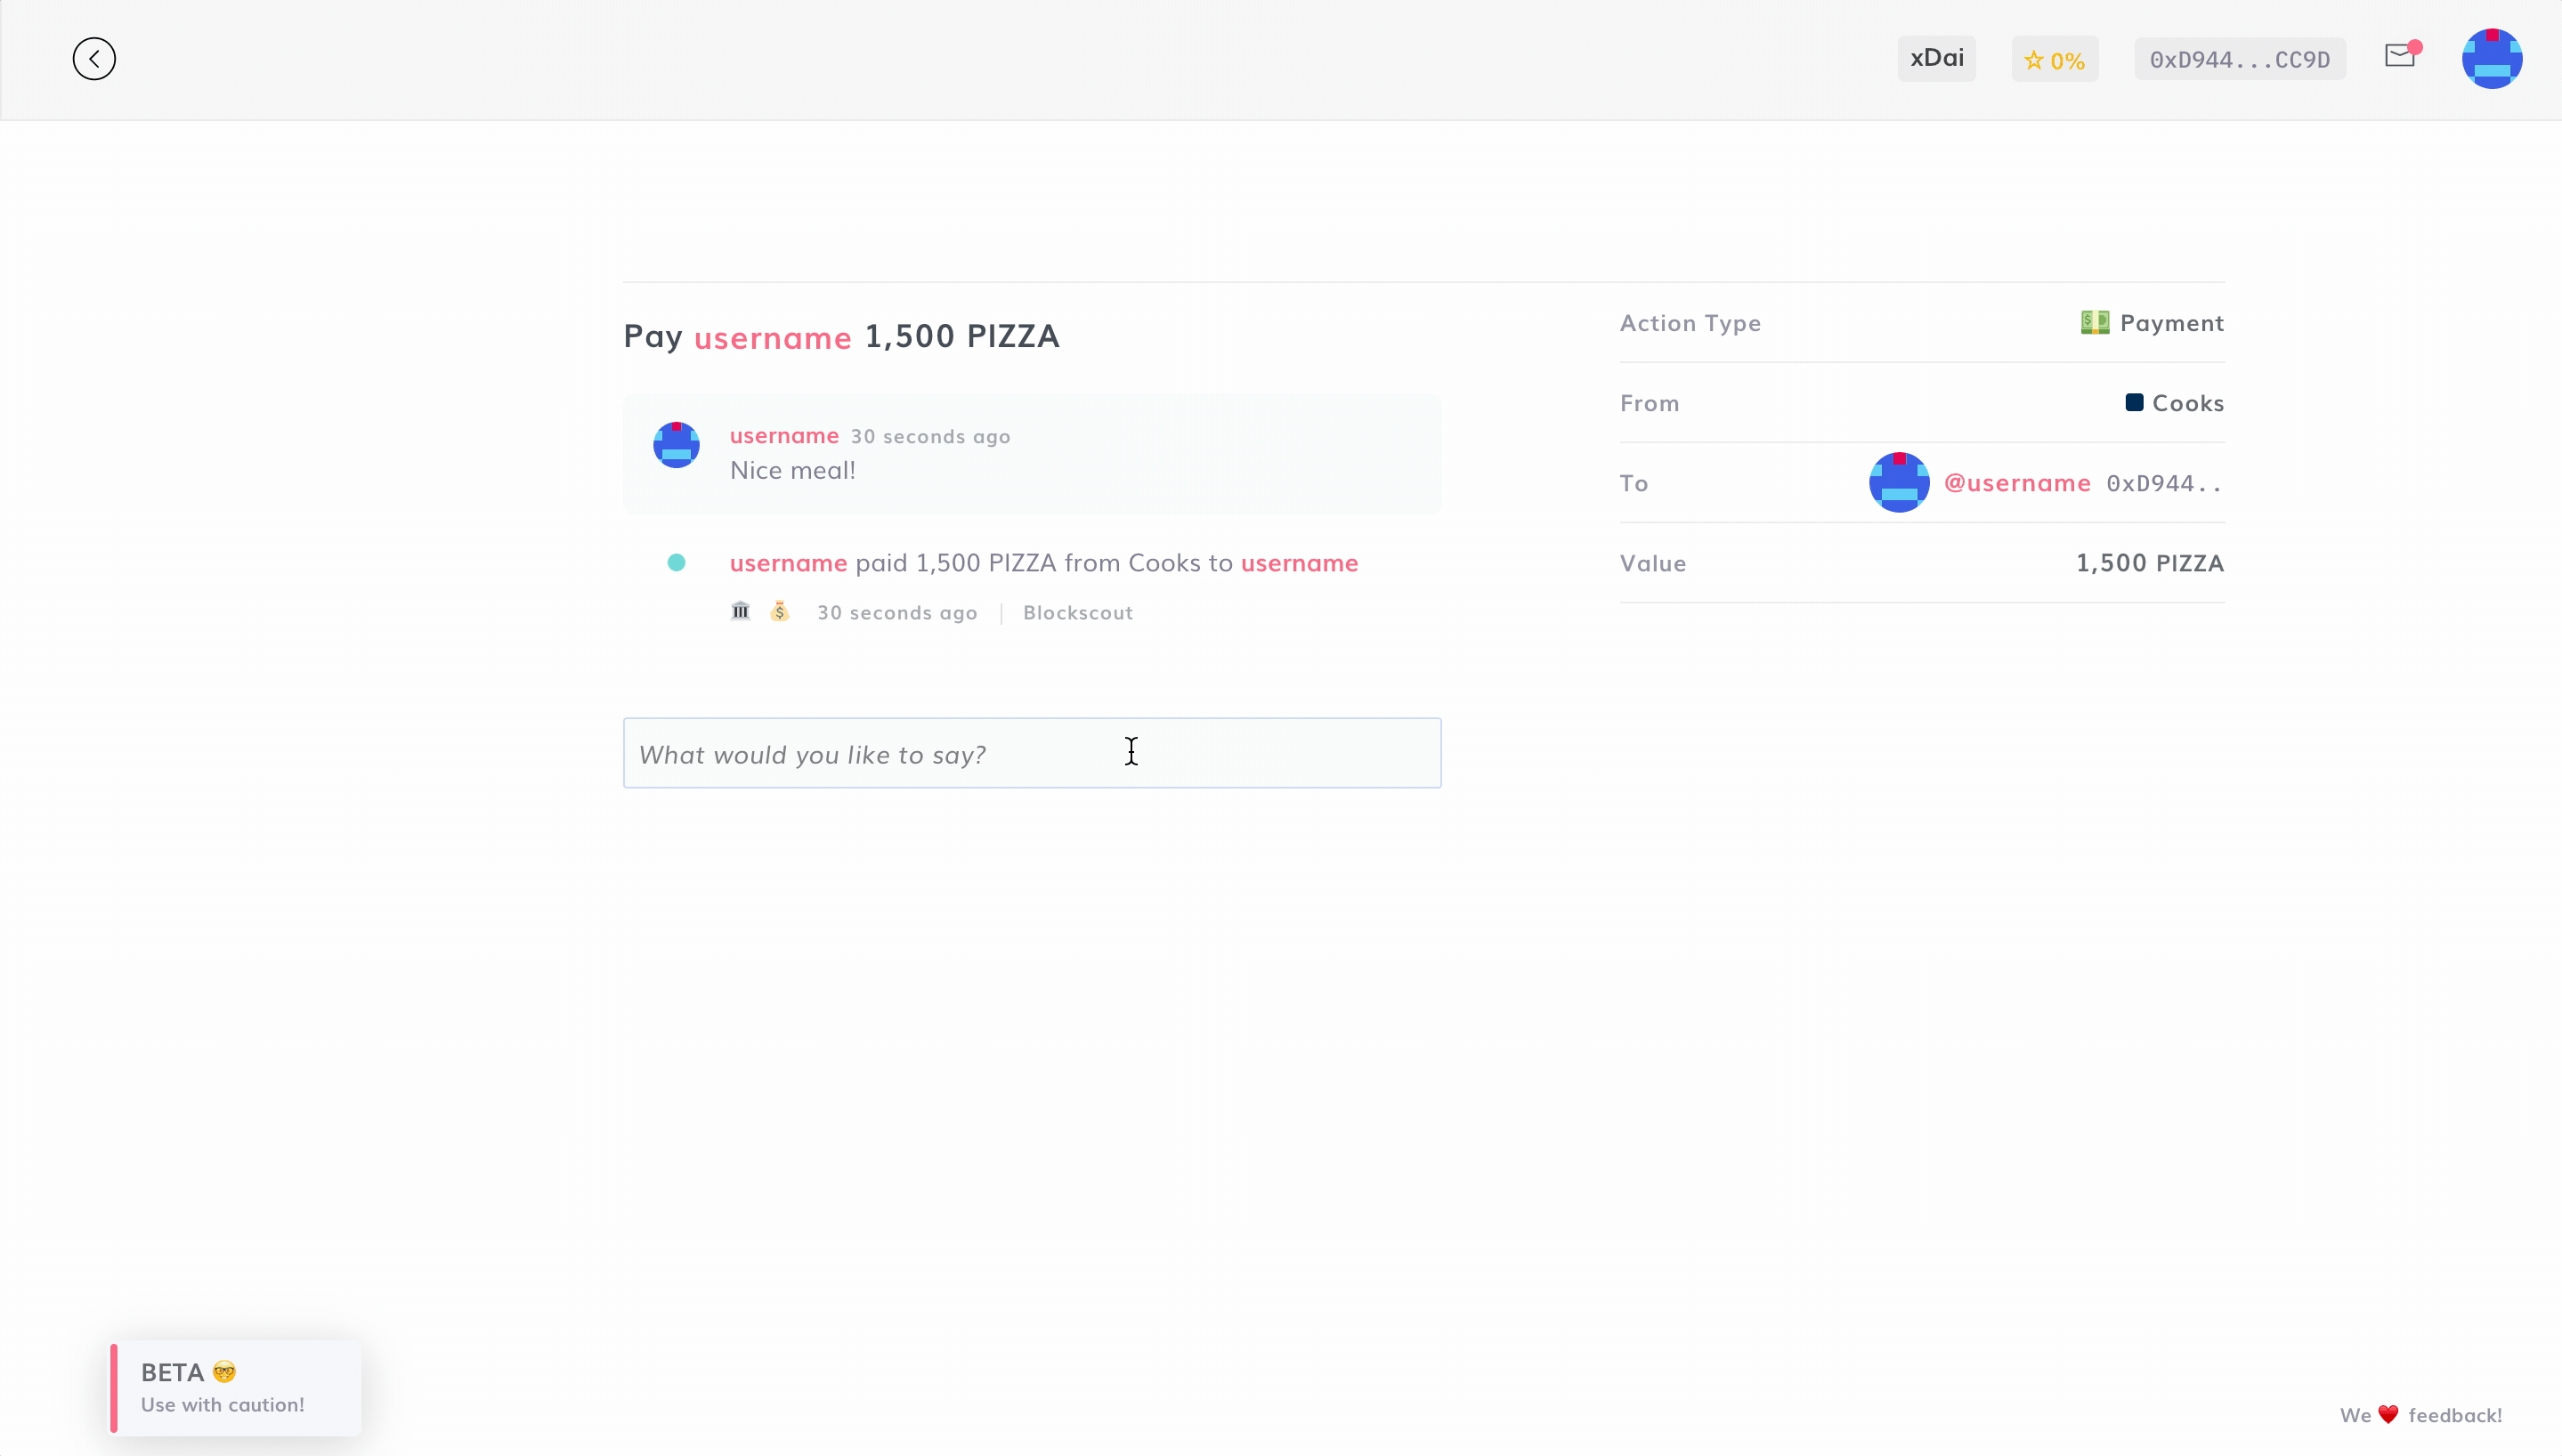 xDai
0%
0xD944...CC9D
Pay username 1,500 PIZZA
username 30 seconds ago
Nice meal!
username paid 1,500 PIZZA from Cooks to username
30 seconds ago | Blockscout
What would you like to say?
Action Type Payment
From Cooks
To @username 0xD944..
Value 1,500 PIZZA
BETA
Use with caution!
We ❤️ feedback!